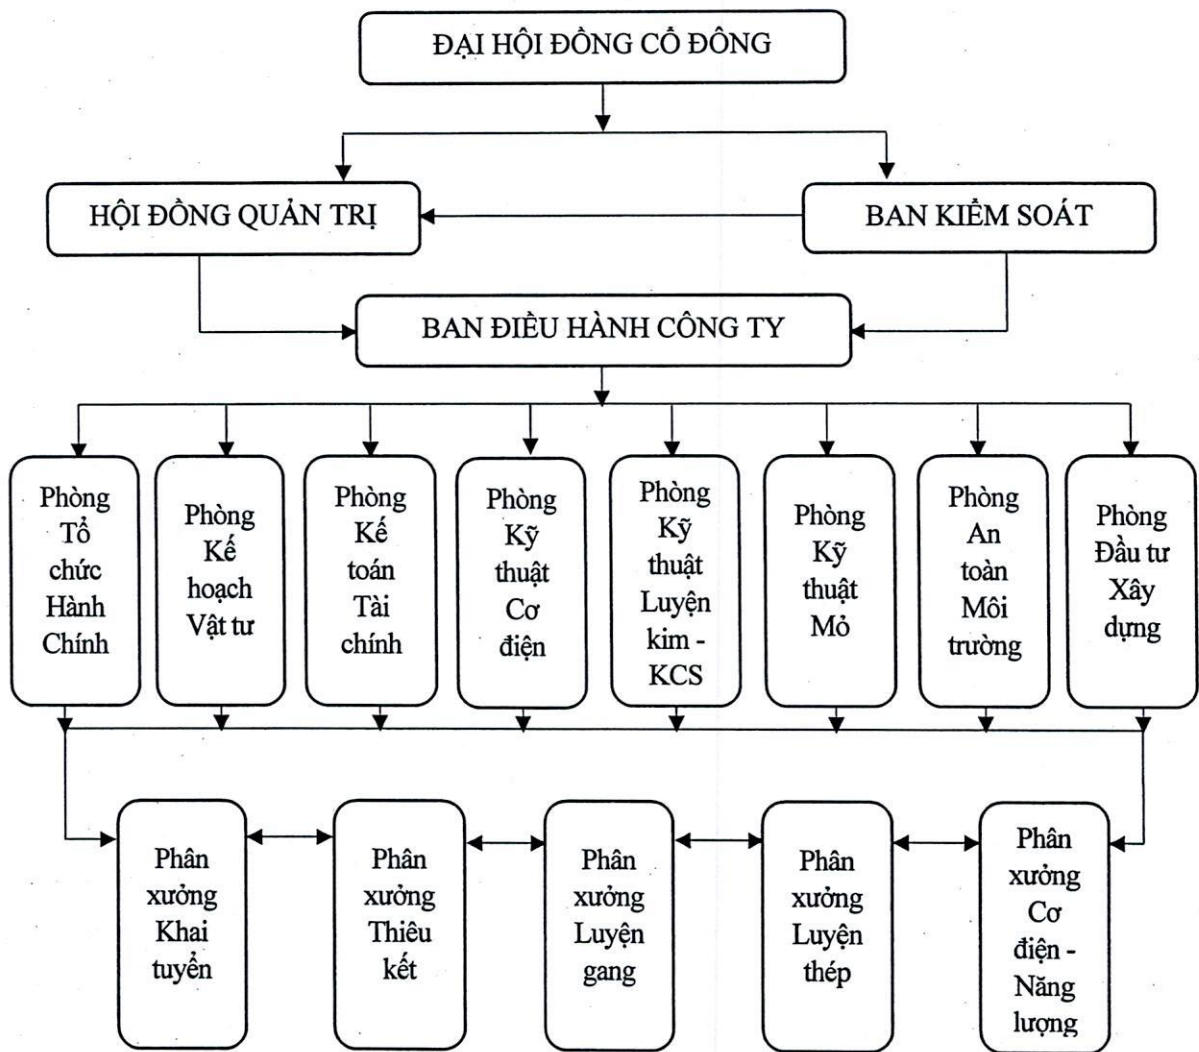 ĐẠI HỘI ĐỒNG CỔ ĐÔNG
HỘI ĐỒNG QUẢN TRỊ
BAN KIỂM SOÁT
BAN ĐIỀU HÀNH CÔNG TY
Phòng
Tổ
chức
Hành
Chính
Phòng
Kế
hoạch
Vật tư
Phòng
Kế
toán
Tài
chính
Phòng
Kỹ
thuật
Cơ
điện
Phòng
Kỹ
thuật
Luyện
kim -
KCS
Phòng
Kỹ
thuật
Mỏ
Phòng
An
toàn
Môi
trường
Phòng
Đầu tư
Xây
dựng
Phân
xưởng
Khai
tuyển
Phân
xưởng
Thiêu
kết
Phân
xưởng
Luyện
gang
Phân
xưởng
Luyện
thép
Phân
xưởng
Cơ
điện -
Năng
lượng